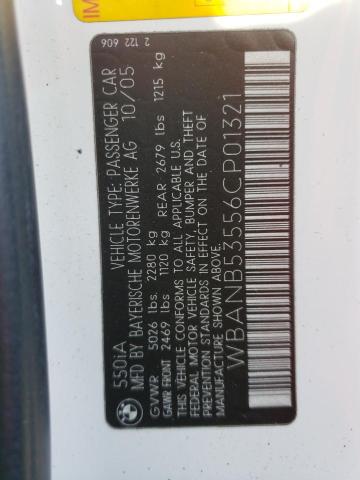 IM
2 122 606
550iA VEHICLE TYPE: PASSENGER CAR
MFD BY BAYERISCHE MOTORENWERKE AG 10/05
GVWR 5026 lbs. 2280 kg
GAWR FRONT 2469 lbs 1120 kg REAR 2679 lbs 1215 kg
THIS VEHICLE CONFORMS TO ALL APPLICABLE U.S.
FEDERAL MOTOR VEHICLE SAFETY, BUMPER AND THEFT
PREVENTION STANDARDS IN EFFECT ON THE DATE OF
MANUFACTURE SHOWN ABOVE.
WBANB53556CP01321